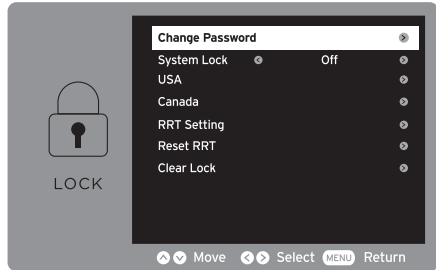 Change Password
System Lock Off
USA
Canada
RRT Setting
Reset RRT
Clear Lock
LOCK
Move Select MENU Return